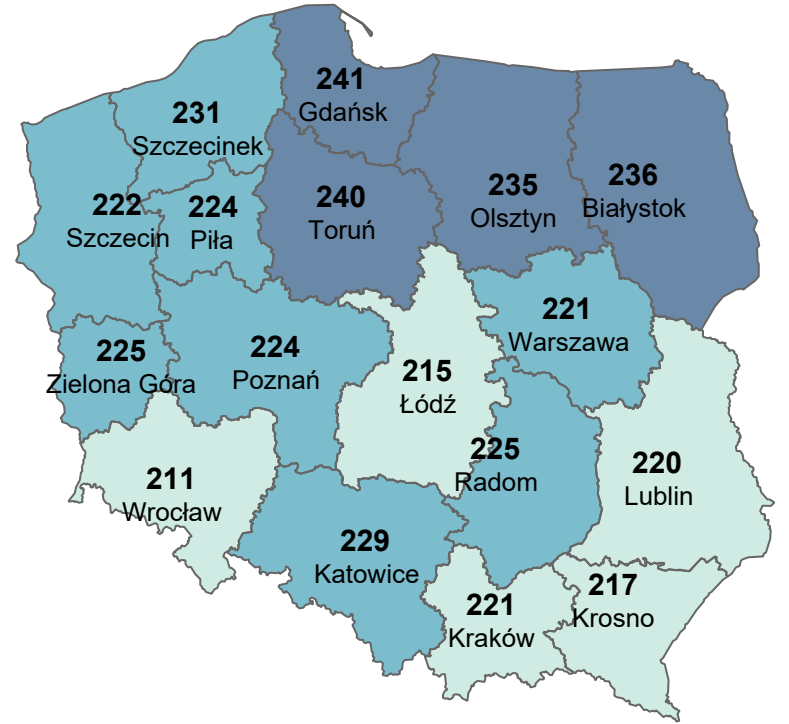 241
Gdańsk
231
Szczecinek
236
Białystok
235
Olsztyn
240
Toruń
222
Szczecin
224
Piła
221
Warszawa
225
Zielona Góra
224
Poznań
215
Łódź
225
Radom
220
Lublin
211
Wrocław
229
Katowice
221
Kraków
217
Krosno